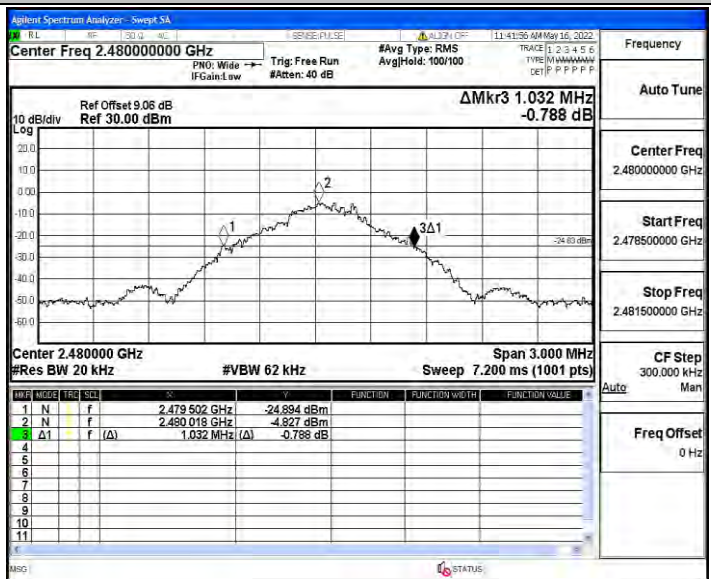 Agilent Spectrum Analyzer - Swept SA
RL RF 50 Ω AC SENSE:PULSE ALIGN OFF 11:41:56 AM May 16, 2022
Center Freq 2.480000000 GHz
PNO: Wide
IFGain:Low
Trig: Free Run
#Atten: 40 dB
#Avg Type: RMS
Avg|Hold: 100/100
TRACE 1 2 3 4 5 6
TYPE M
DET P P P P P P
Ref Offset 9.06 dB
10 dB/div Ref 30.00 dBm
Log
ΔMkr3 1.032 MHz
-0.788 dB
20.0
10.0
0.00
-10.0
-20.0
-30.0
-40.0
-50.0
-60.0
1
2
3Δ1
-24.83 dBm
Center 2.480000 GHz Span 3.000 MHz
#Res BW 20 kHz #VBW 62 kHz Sweep 7.200 ms (1001 pts)
MKR MODE TRC SCL X Y FUNCTION FUNCTION WIDTH FUNCTION VALUE
1 N f 2.479 502 GHz -24.894 dBm
2 N f 2.480 018 GHz -4.827 dBm
3 Δ1 f (Δ) 1.032 MHz (Δ) -0.788 dB
4
5
6
7
8
9
10
11
MSG STATUS
Frequency
Auto Tune
Center Freq
2.480000000 GHz
Start Freq
2.478500000 GHz
Stop Freq
2.481500000 GHz
CF Step
300.000 kHz
Auto Man
Freq Offset
0 Hz